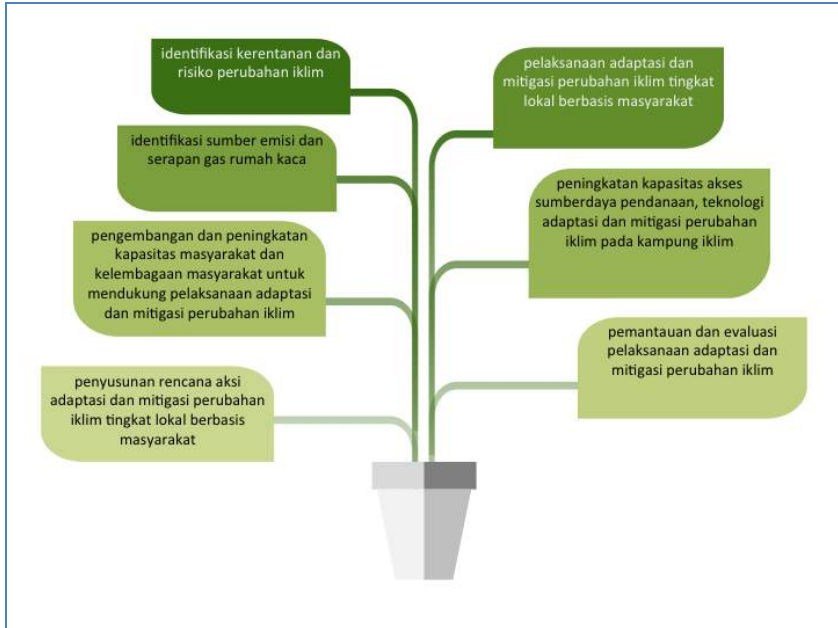 identifikasi kerentanan dan
risiko perubahan iklim
identifikasi sumber emisi dan
serapan gas rumah kaca
pengembangan dan peningkatan
kapasitas masyarakat dan
kelembagaan masyarakat untuk
mendukung pelaksanaan adaptasi
dan mitigasi perubahan iklim
penyusunan rencana aksi
adaptasi dan mitigasi perubahan
iklim tingkat lokal berbasis
masyarakat
pelaksanaan adaptasi dan
mitigasi perubahan iklim tingkat
lokal berbasis masyarakat
peningkatan kapasitas akses
sumberdaya pendanaan, teknologi
adaptasi dan mitigasi perubahan
iklim pada kampung iklim
pemantauan dan evaluasi
pelaksanaan adaptasi dan
mitigasi perubahan iklim